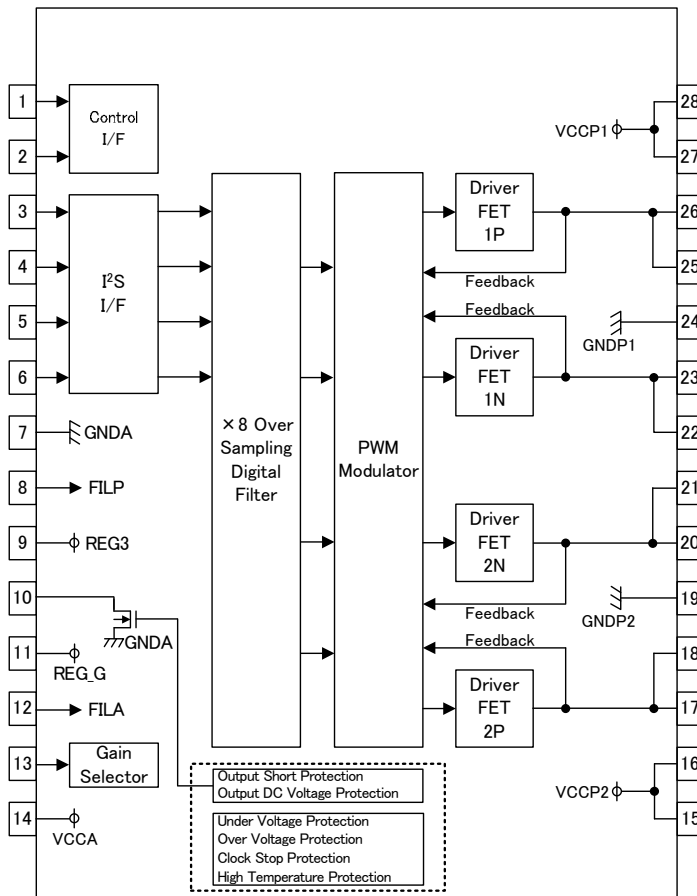 1
2
3
4
5
6
7
8
9
10
11
12
13
14
Control
I/F
I²S
I/F
GNDA
FILP
REG3
GNDA
REG_G
FILA
Gain
Selector
VCCA
×8 Over
Sampling
Digital
Filter
PWM
Modulator
Driver
FET
1P
Feedback
Feedback
Driver
FET
1N
Driver
FET
2N
Feedback
Feedback
Driver
FET
2P
Output Short Protection
Output DC Voltage Protection
Under Voltage Protection
Over Voltage Protection
Clock Stop Protection
High Temperature Protection
VCCP1
GNDP1
GNDP2
VCCP2
28
27
26
25
24
23
22
21
20
19
18
17
16
15